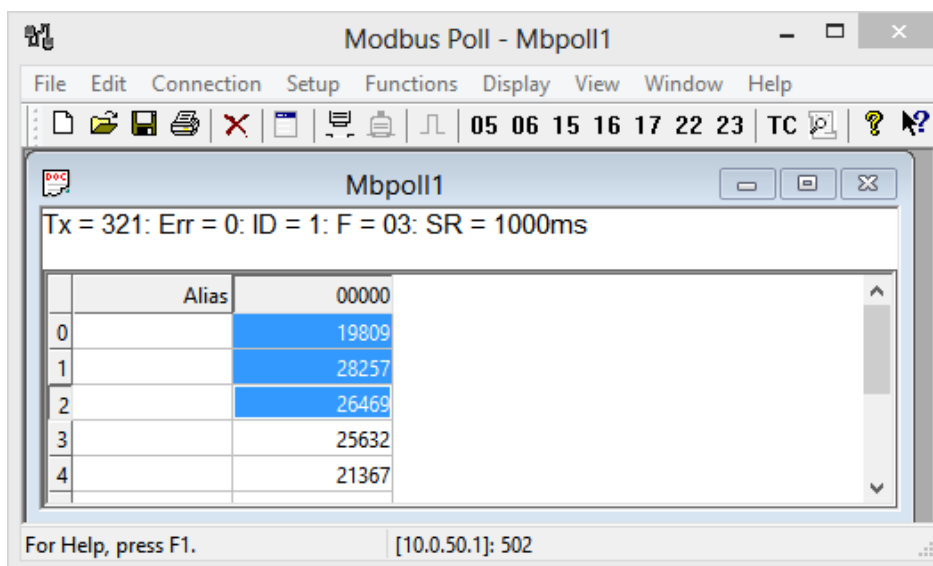 Modbus Poll - Mbpoll1
File Edit Connection Setup Functions Display View Window Help
05 06 15 16 17 22 23 TC
DOC
Mbpoll1
Tx = 321: Err = 0: ID = 1: F = 03: SR = 1000ms
Alias 00000
0 19809
1 28257
2 26469
3 25632
4 21367
For Help, press F1. [10.0.50.1]: 502